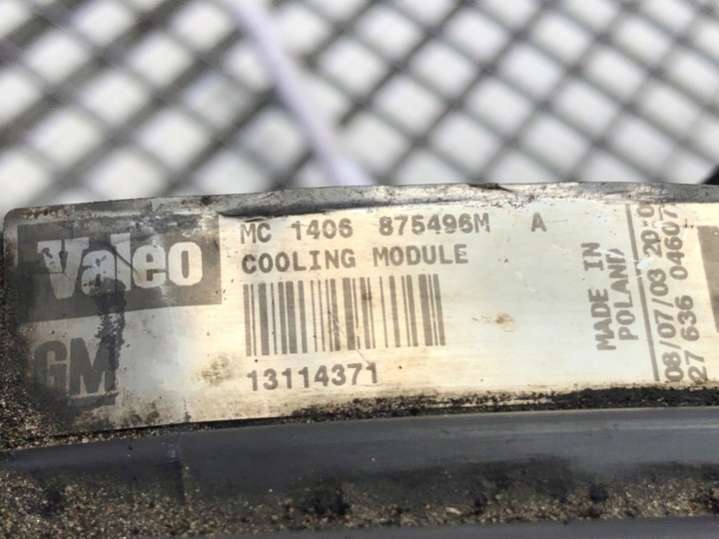 Valeo
GM
MC 1406 875496M A
COOLING MODULE
13114371
MADE IN
POLAND
08/07/03 20:0
27 636 04607